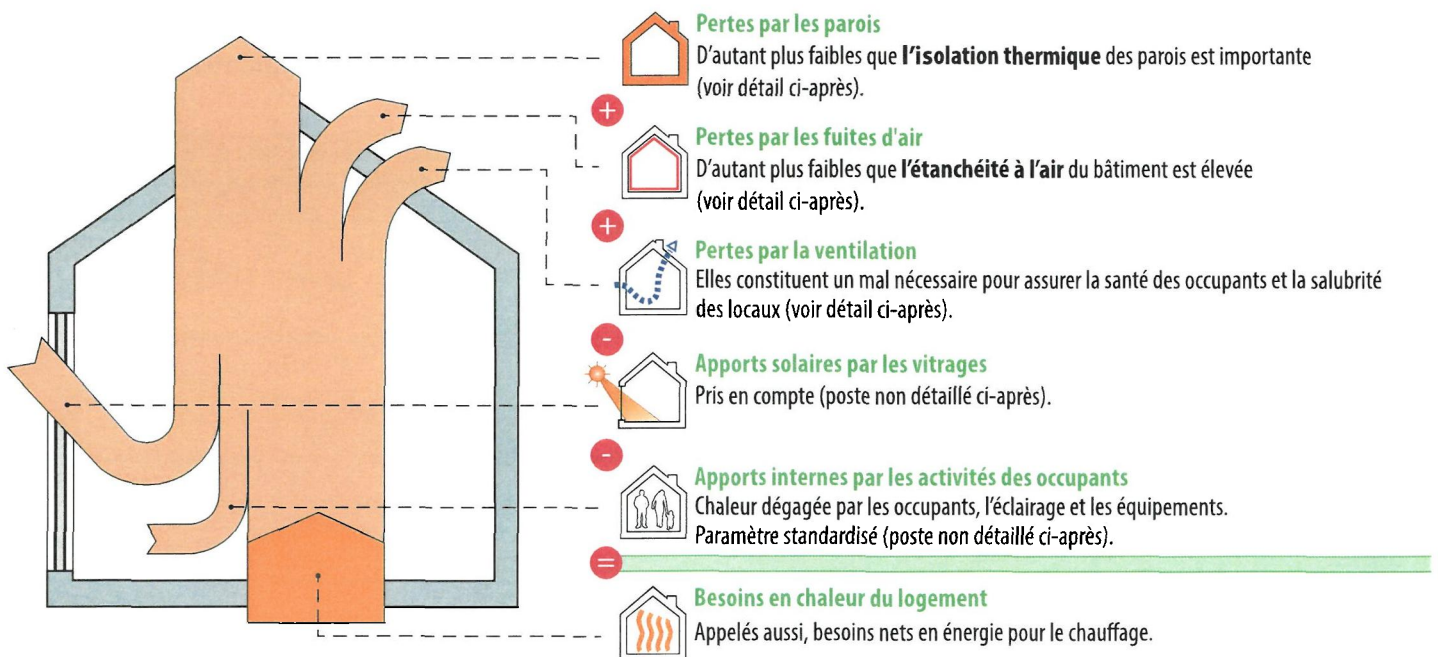 Pertes par les parois
D'autant plus faibles que l'isolation thermique des parois est importante
(voir détail ci-après).
+
Pertes par les fuites d'air
D'autant plus faibles que l'étanchéité à l'air du bâtiment est élevée
(voir détail ci-après).
+
Pertes par la ventilation
Elles constituent un mal nécessaire pour assurer la santé des occupants et la salubrité
des locaux (voir détail ci-après).
-
Apports solaires par les vitrages
Pris en compte (poste non détaillé ci-après).
-
Apports internes par les activités des occupants
Chaleur dégagée par les occupants, l'éclairage et les équipements.
Paramètre standardisé (poste non détaillé ci-après).
=
Besoins en chaleur du logement
Appelés aussi, besoins nets en énergie pour le chauffage.